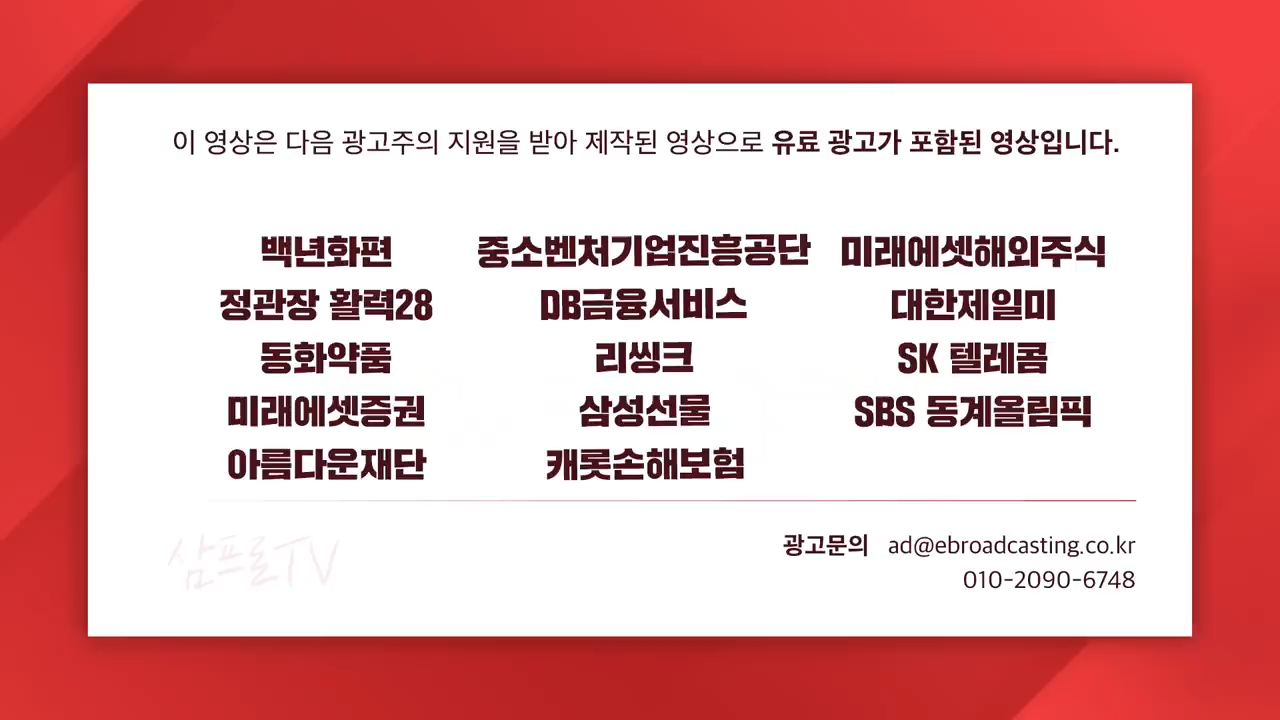 이 영상은 다음 광고주의 지원을 받아 제작된 영상으로 유료 광고가 포함된 영상입니다.
백년화편 중소벤처기업진흥공단 미래에셋해외주식
정관장 활력28 DB금융서비스 대한제일미
동화약품 리씽크 SK 텔레콤
미래에셋증권 삼성선물 SBS 동계올림픽
아름다운재단 캐롯손해보험
삼프로TV
광고문의 ad@ebroadcasting.co.kr
010-2090-6748